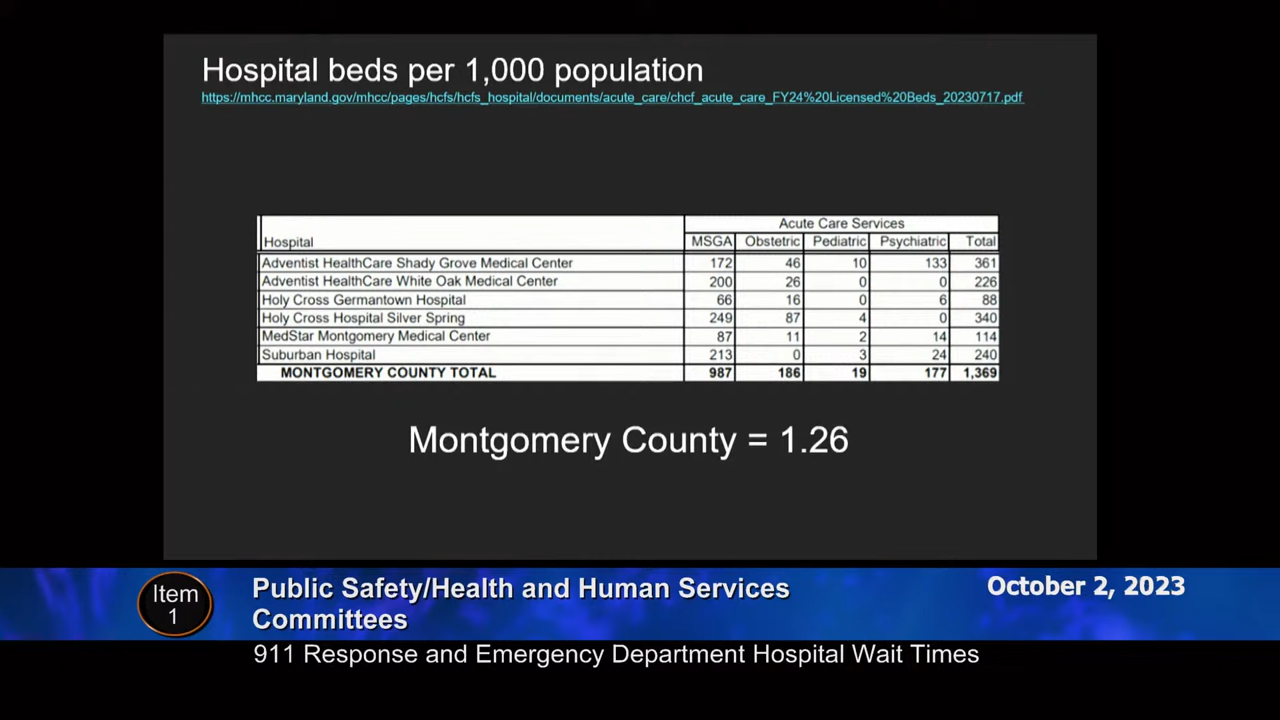 Hospital beds per 1,000 population
https://mhcc.maryland.gov/mhcc/pages/hcfs/hcfs_hospital/documents/acute_care/chcf_acute_care_FY24%20Licensed%20Beds_20230717.pdf
Acute Care Services
Hospital MSGA Obstetric Pediatric Psychiatric Total
Adventist HealthCare Shady Grove Medical Center 172 46 10 133 361
Adventist HealthCare White Oak Medical Center 200 26 0 0 226
Holy Cross Germantown Hospital 66 16 0 6 88
Holy Cross Hospital Silver Spring 249 87 4 0 340
MedStar Montgomery Medical Center 87 11 2 14 114
Suburban Hospital 213 0 3 24 240
MONTGOMERY COUNTY TOTAL 987 186 19 177 1,369
Montgomery County = 1.26
Item
1
Public Safety/Health and Human Services
Committees
October 2, 2023
911 Response and Emergency Department Hospital Wait Times